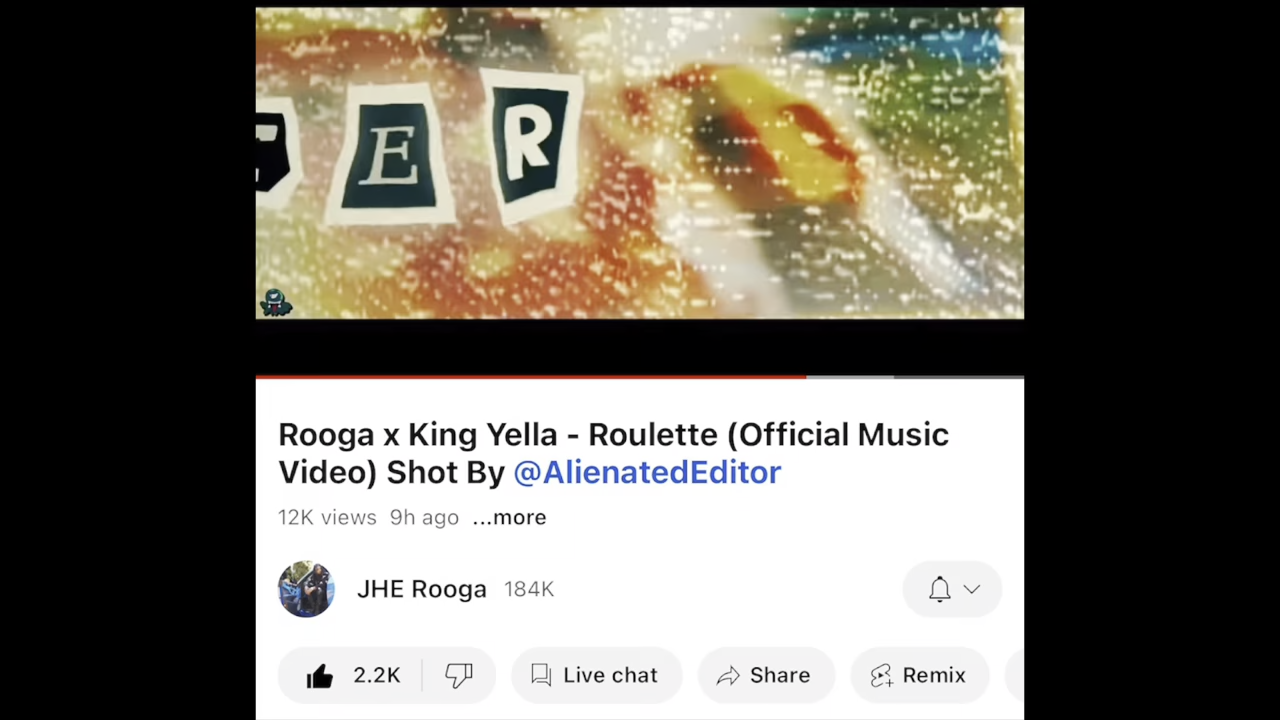 E R
Rooga x King Yella - Roulette (Official Music
Video) Shot By @AlienatedEditor
12K views 9h ago ...more
JHE Rooga 184K
2.2K Live chat Share Remix